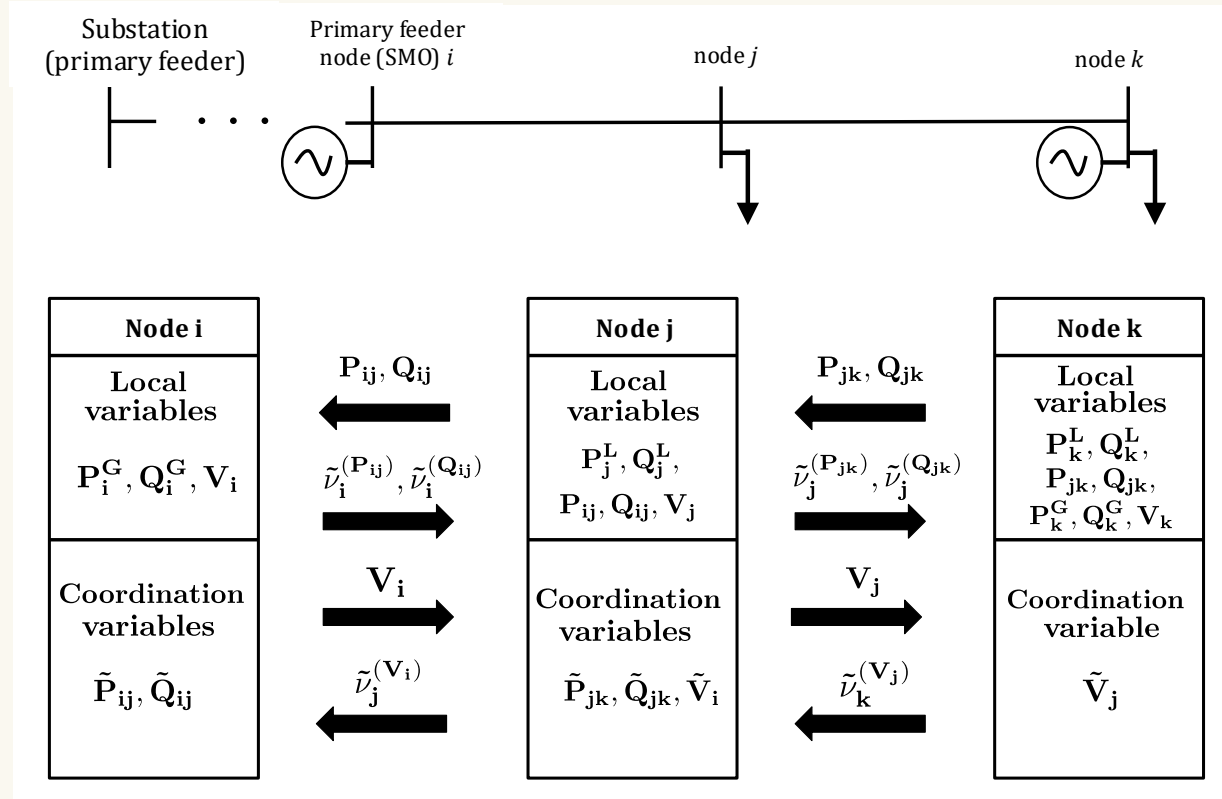 Substation
(primary feeder)
Primary feeder
node (SMO) i
node j
node k
. . .
Node i
Local
variables
P_i^G, Q_i^G, V_i
Coordination
variables
P̃_ij, Q̃_ij
P_ij, Q_ij
ν̃_i^(P_ij), ν̃_i^(Q_ij)
V_i
ν̃_j^(V_i)
Node j
Local
variables
P_j^L, Q_j^L,
P_ij, Q_ij, V_j
Coordination
variables
P̃_jk, Q̃_jk, Ṽ_i
P_jk, Q_jk
ν̃_j^(P_jk), ν̃_j^(Q_jk)
V_j
ν̃_k^(V_j)
Node k
Local
variables
P_k^L, Q_k^L,
P_jk, Q_jk,
P_k^G, Q_k^G, V_k
Coordination
variable
Ṽ_j